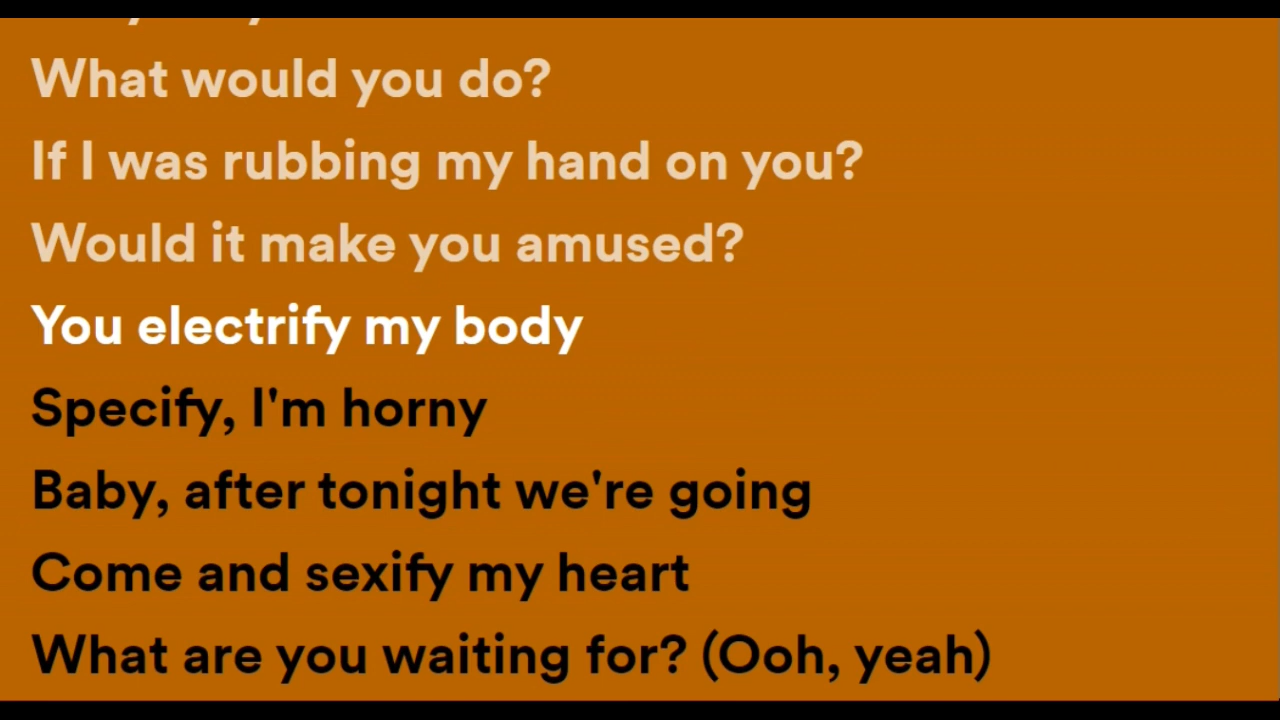 What would you do?
If I was rubbing my hand on you?
Would it make you amused?
You electrify my body
Specify, I'm horny
Baby, after tonight we're going
Come and sexify my heart
What are you waiting for? (Ooh, yeah)